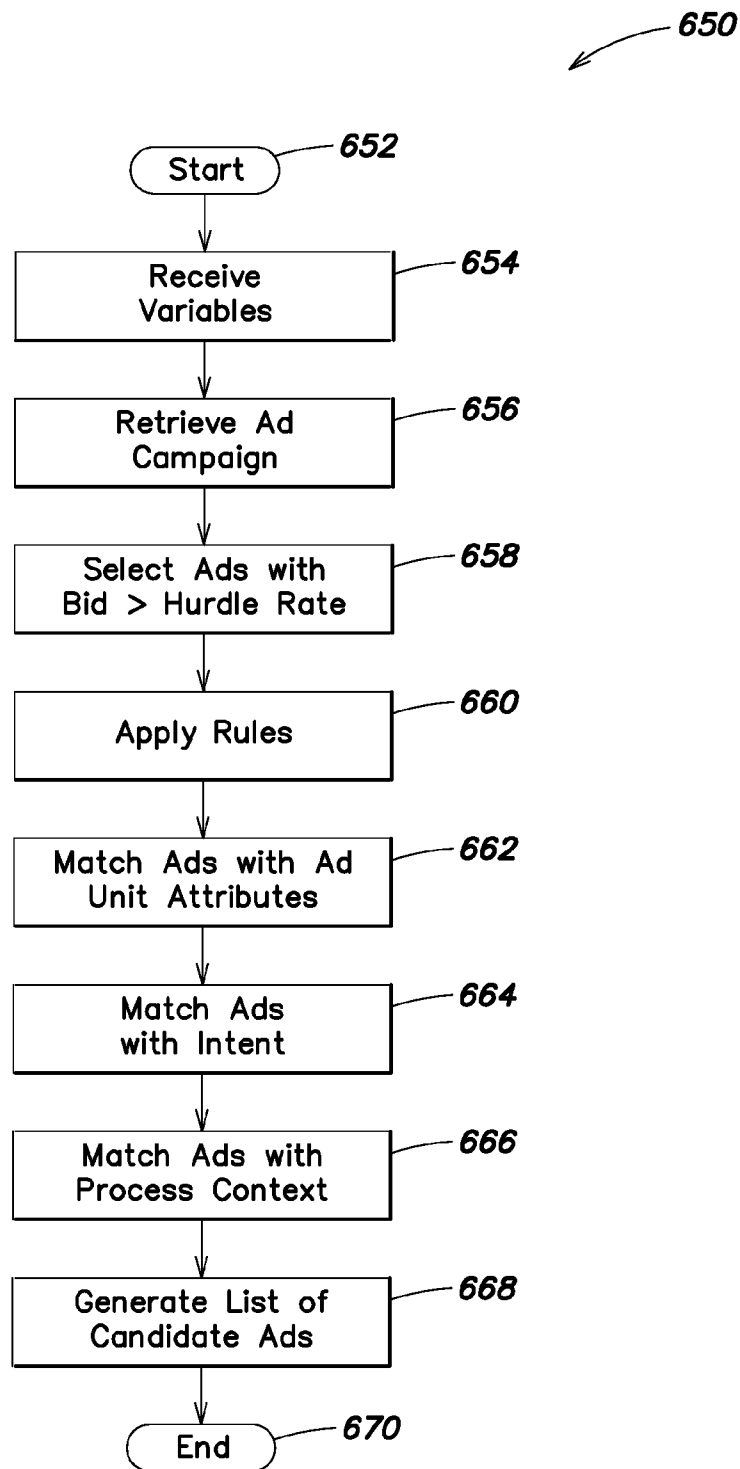 650
Start
652
Receive
Variables
654
Retrieve Ad
Campaign
656
Select Ads with
Bid > Hurdle Rate
658
Apply Rules
660
Match Ads with Ad
Unit Attributes
662
Match Ads
with Intent
664
Match Ads with
Process Context
666
Generate List of
Candidate Ads
668
End
670